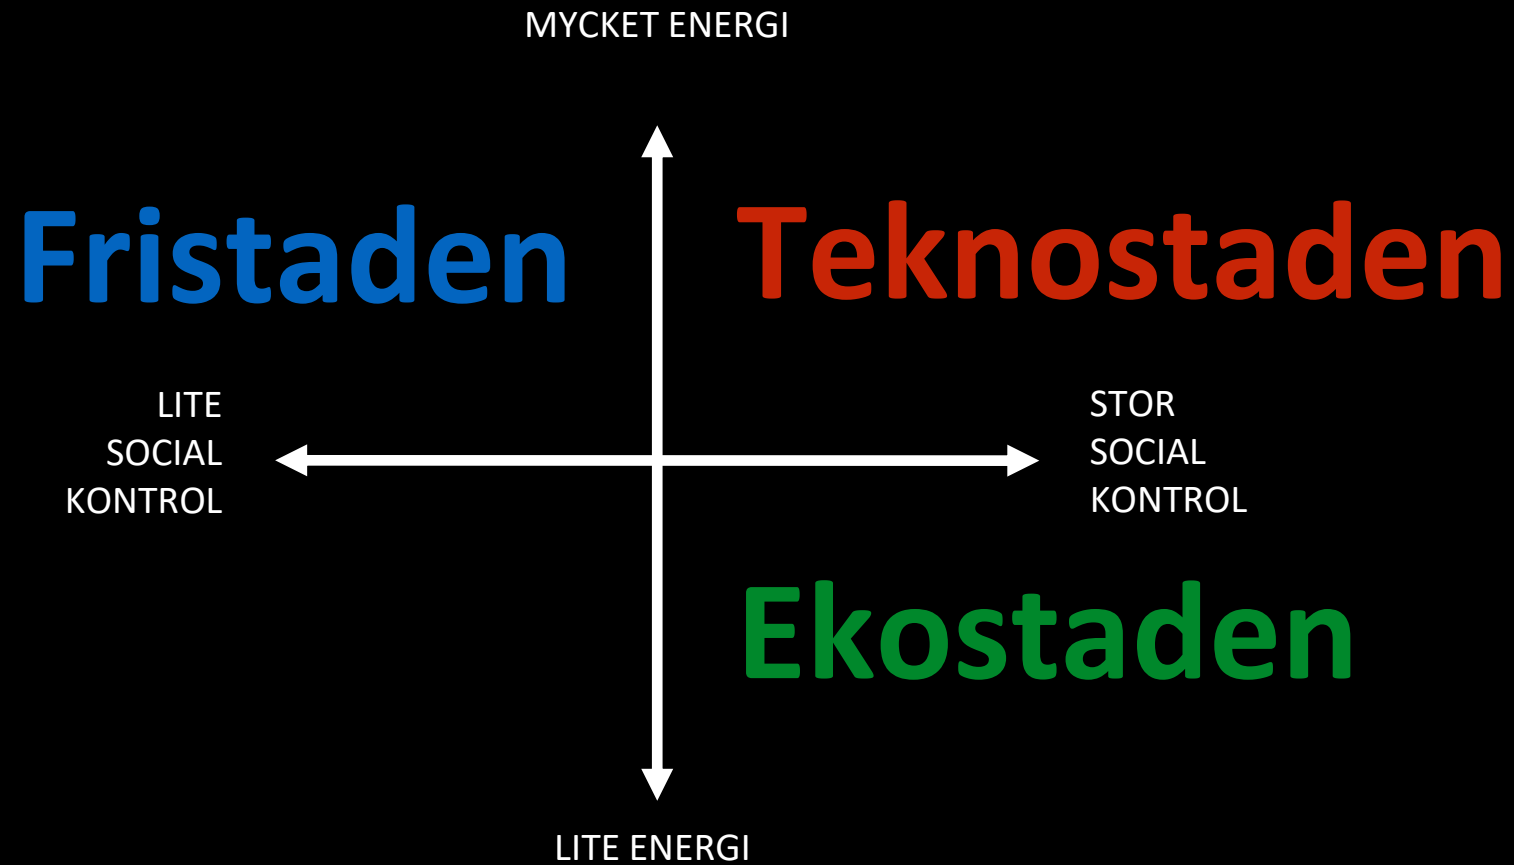 MYCKET ENERGI
Fristaden
Teknostaden
LITE
SOCIAL
KONTROL
STOR
SOCIAL
KONTROL
Ekostaden
LITE ENERGI